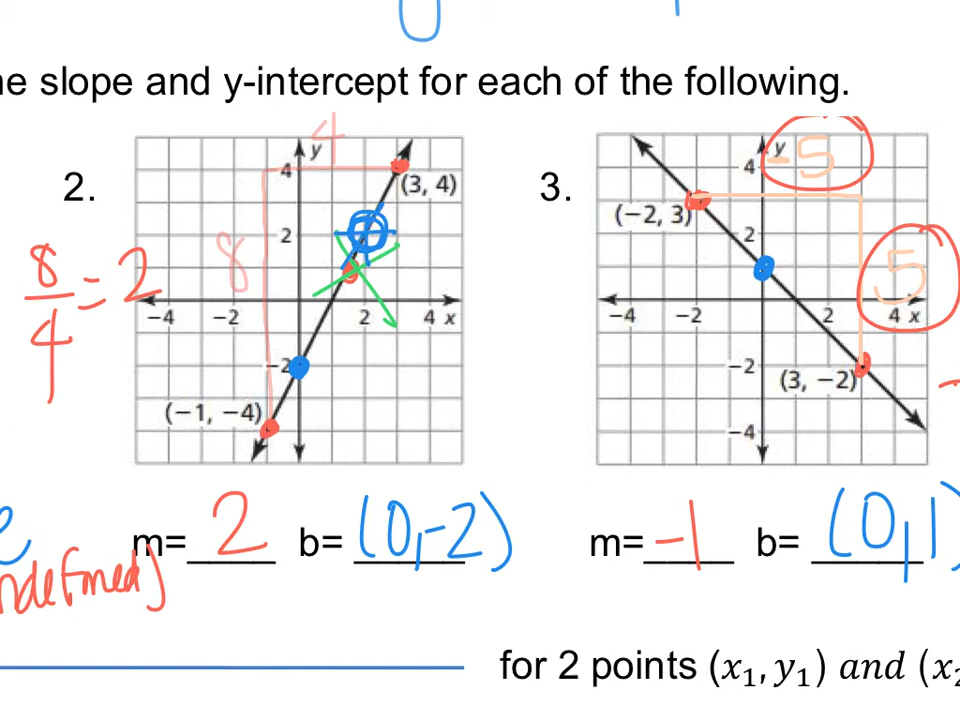 he slope and y-intercept for each of the following.
2.
4
y
4
(3, 4)
2
8
8/4 = 2
-4 -2 2 4 x
-2
(-1, -4)
m= 2 b= (0,-2)
3.
-5
y
4
(-2, 3)
2
5
-4 -2 2 4 x
-2
(3, -2)
-4
m= -1 b= (0,1)
ndefined)
for 2 points (x₁, y₁) and (x₂